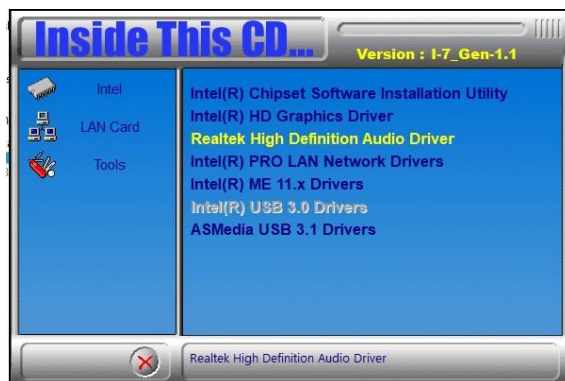 Inside This CD...
Version : I-7_Gen-1.1
Intel
LAN Card
Tools
Intel(R) Chipset Software Installation Utility
Intel(R) HD Graphics Driver
Realtek High Definition Audio Driver
Intel(R) PRO LAN Network Drivers
Intel(R) ME 11.x Drivers
Intel(R) USB 3.0 Drivers
ASMedia USB 3.1 Drivers
Realtek High Definition Audio Driver